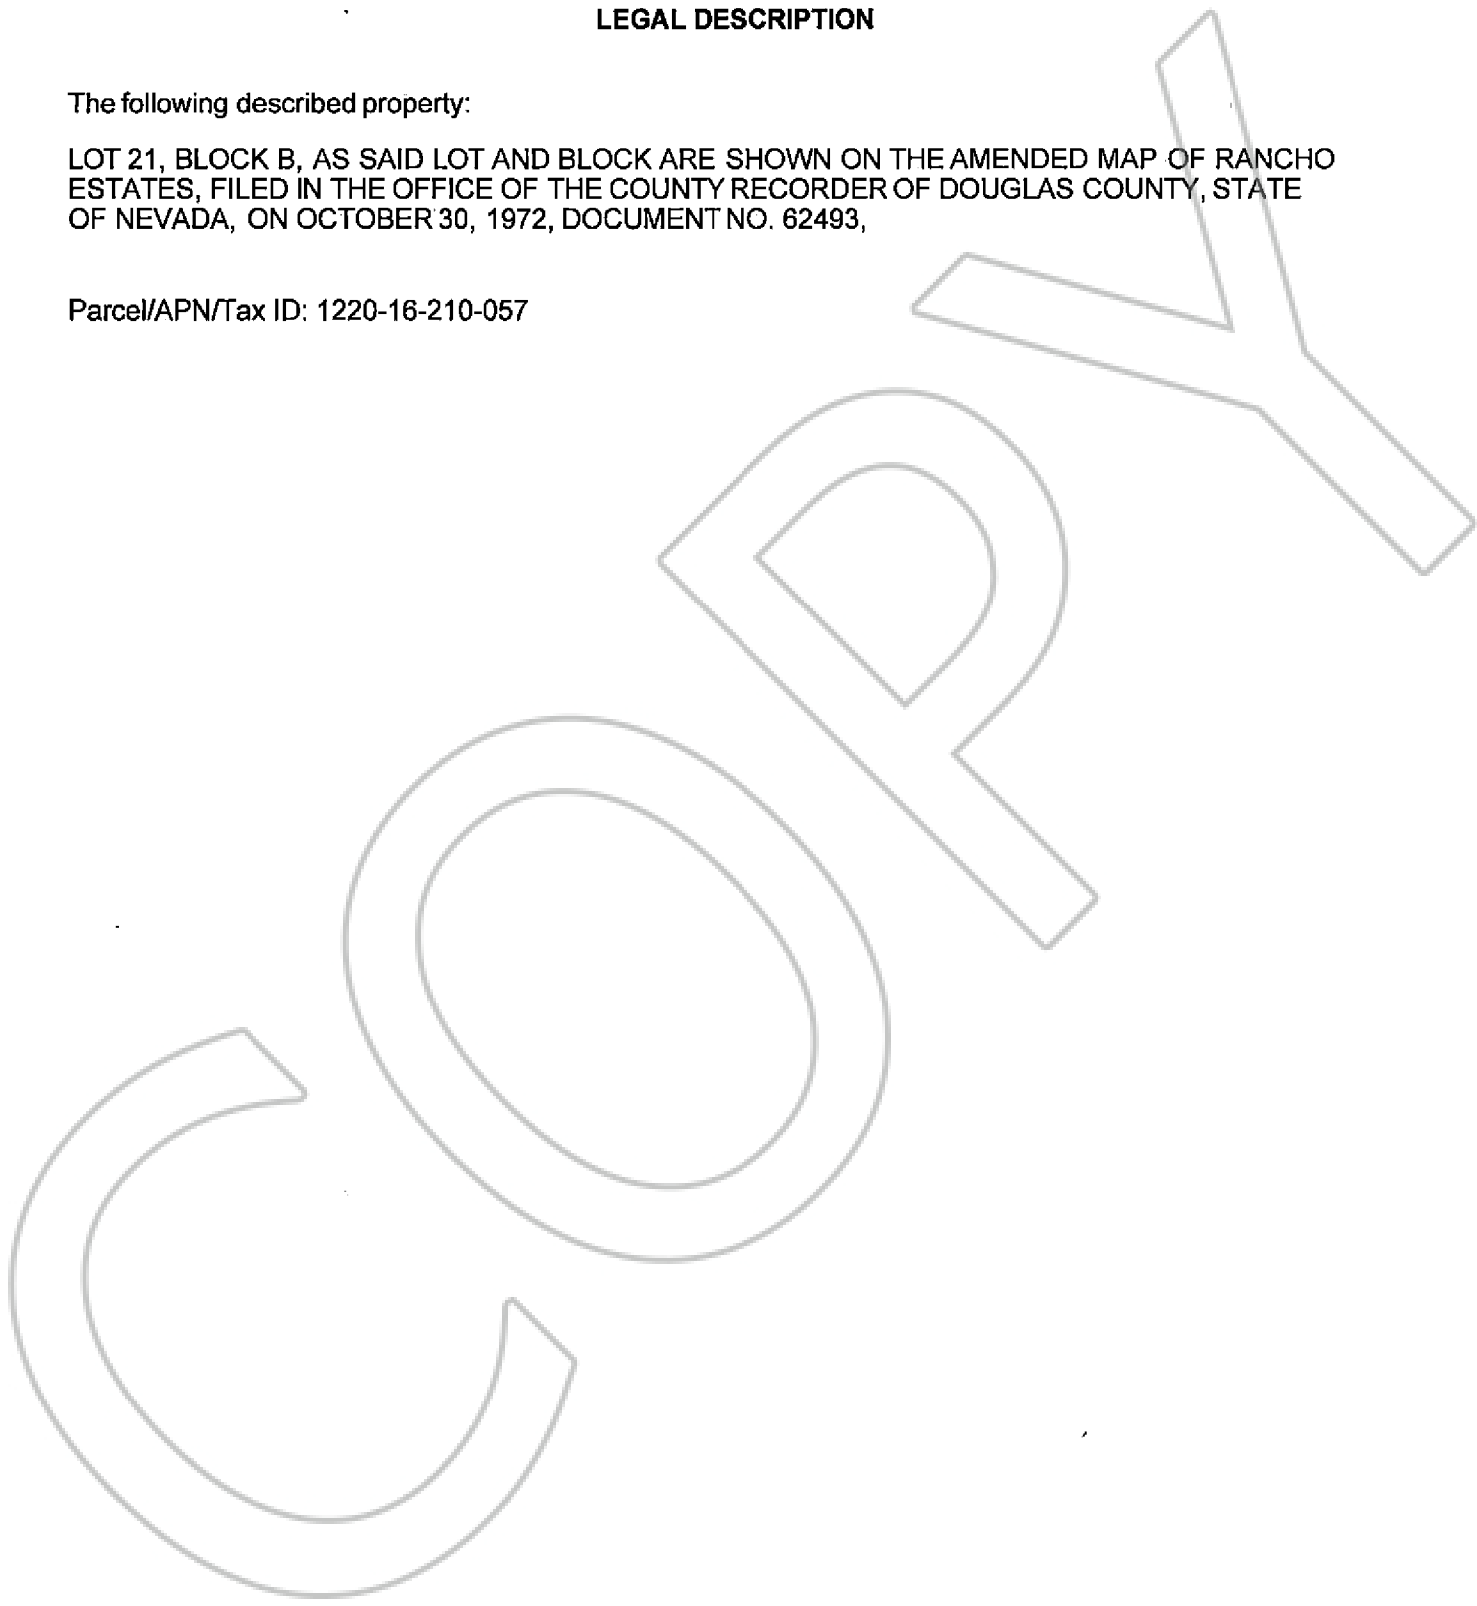 LEGAL DESCRIPTION
The following described property:
LOT 21, BLOCK B, AS SAID LOT AND BLOCK ARE SHOWN ON THE AMENDED MAP OF RANCHO
ESTATES, FILED IN THE OFFICE OF THE COUNTY RECORDER OF DOUGLAS COUNTY, STATE
OF NEVADA, ON OCTOBER 30, 1972, DOCUMENT NO. 62493,
Parcel/APN/Tax ID: 1220-16-210-057
COPY